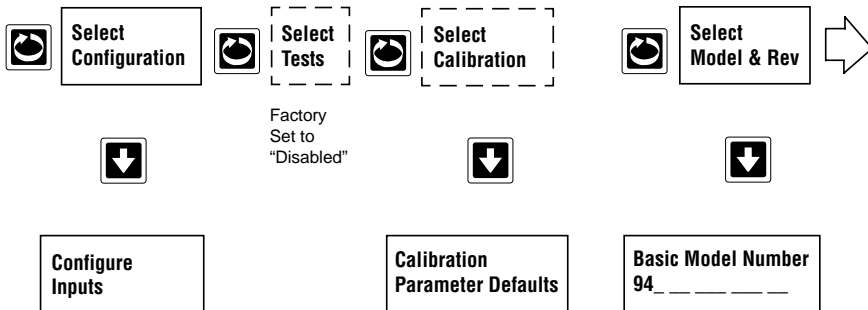 Select
Configuration
Select
Tests
Select
Calibration
Select
Model & Rev
Factory
Set to
“Disabled”
Configure
Inputs
Calibration
Parameter Defaults
Basic Model Number
94_ __ ___ ___ __